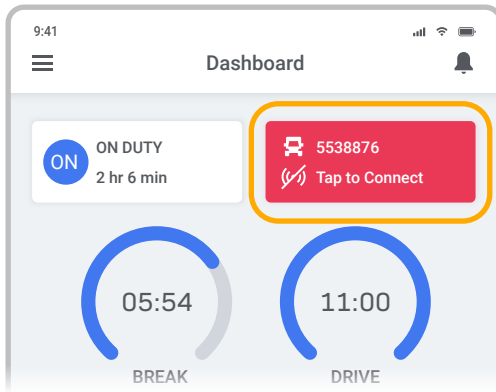 9:41
Dashboard
ON
ON DUTY
2 hr 6 min
5538876
Tap to Connect
05:54
BREAK
11:00
DRIVE